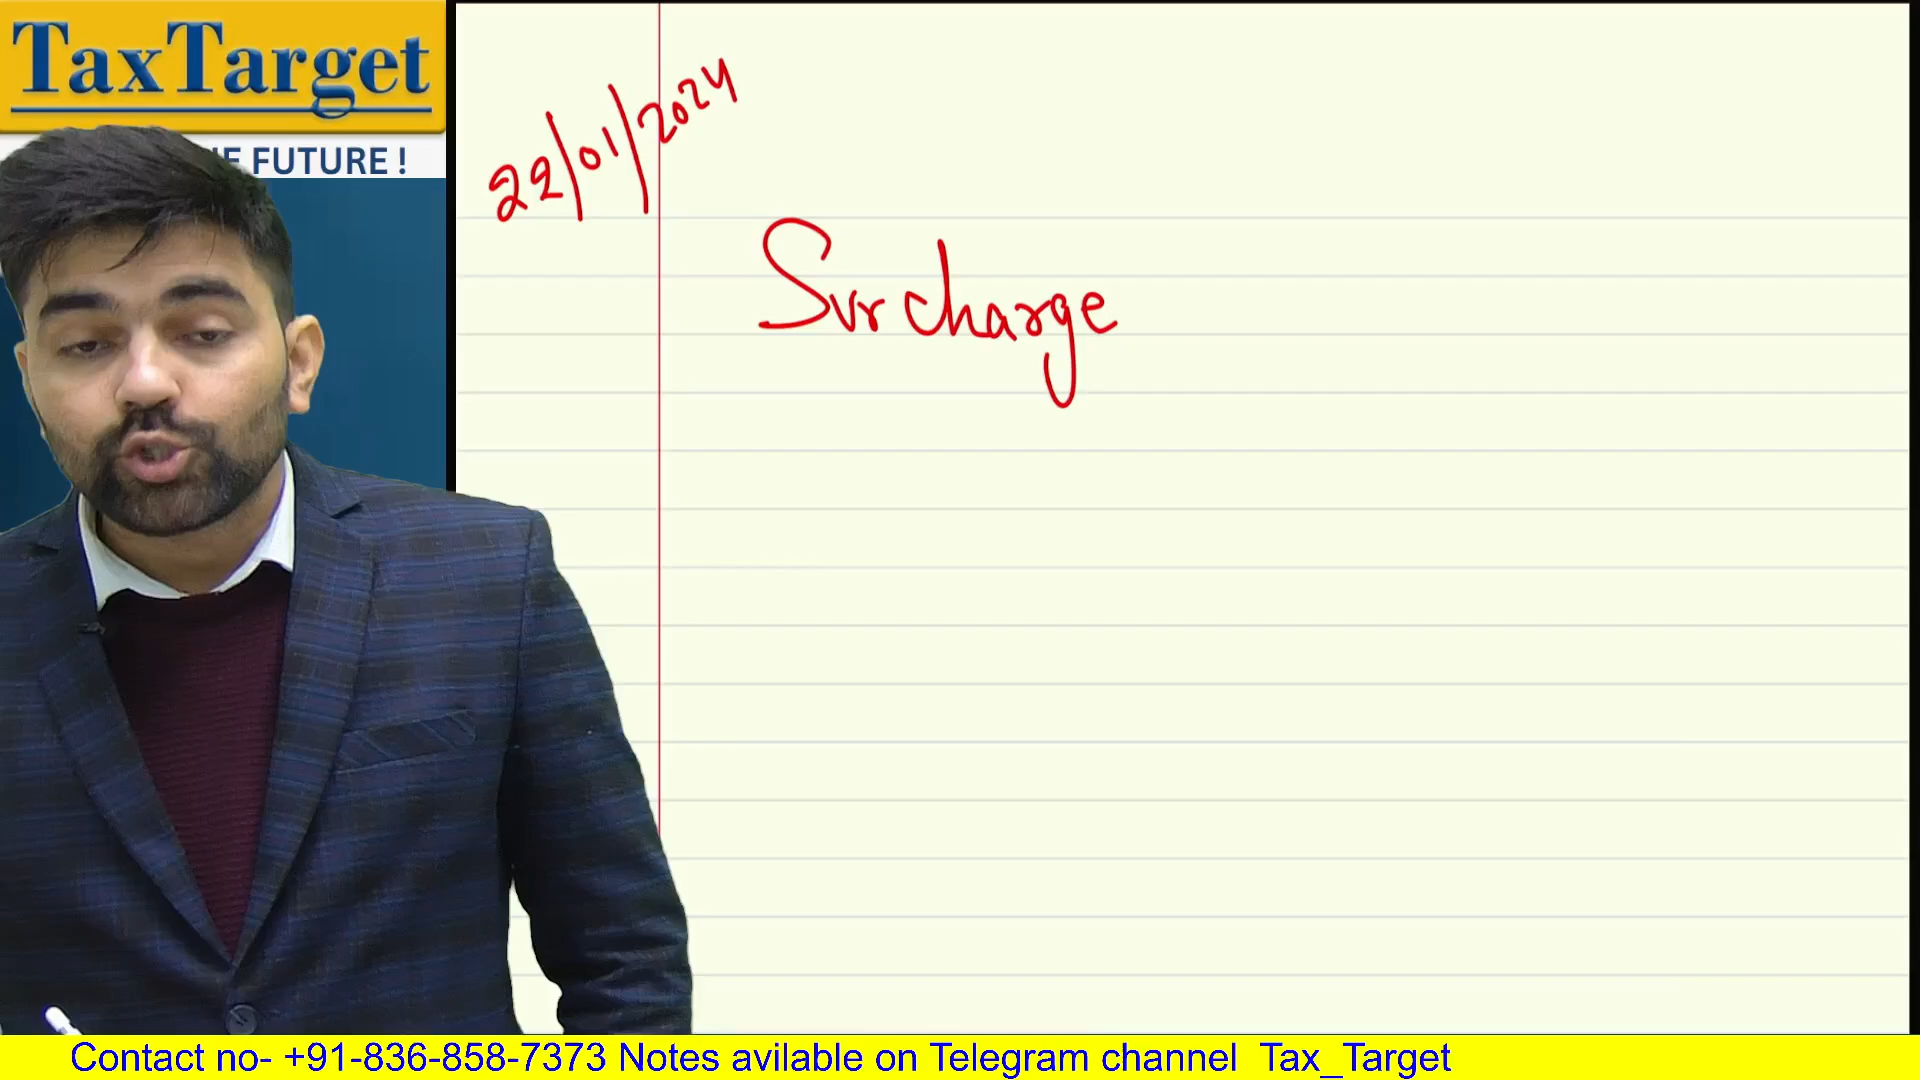 TaxTarget
FUTURE !
22/01/2024
Surcharge
Contact no- +91-836-858-7373 Notes avilable on Telegram channel Tax_Target